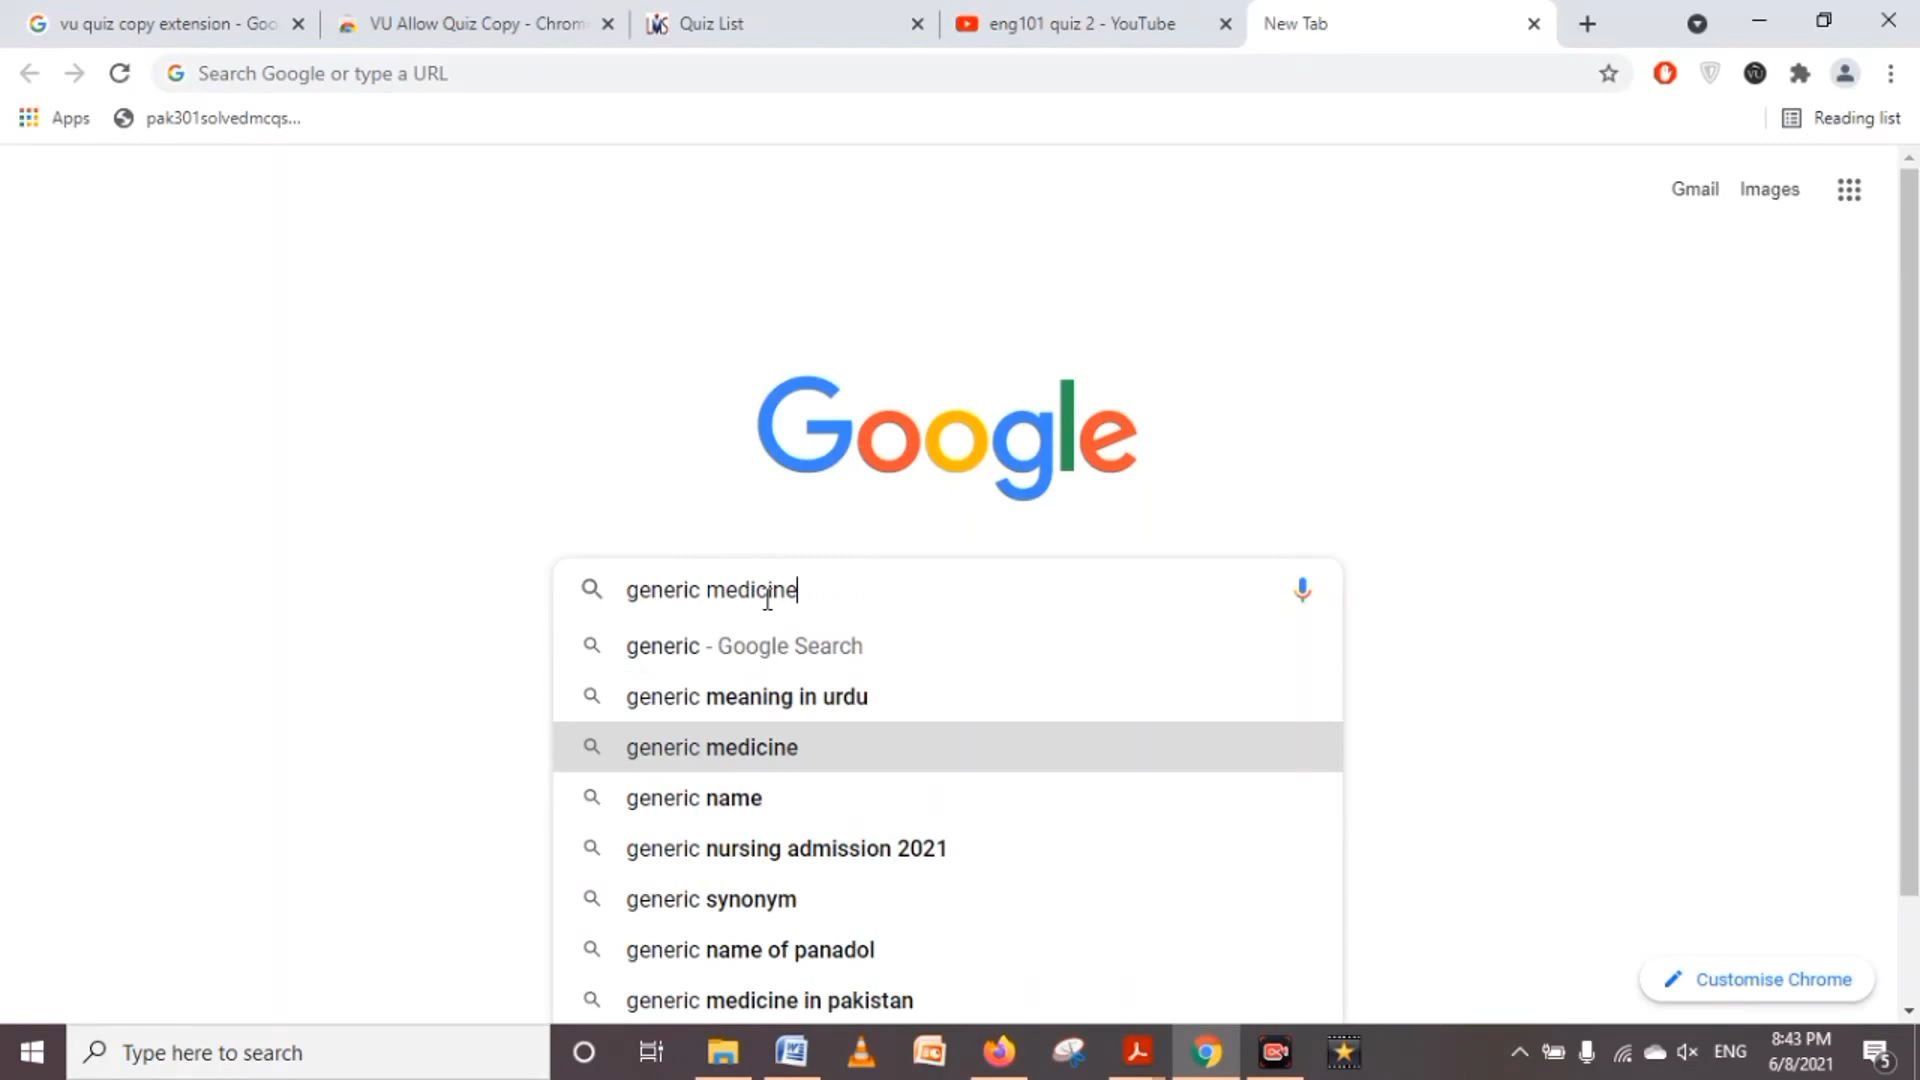 vu quiz copy extension - Goo
VU Allow Quiz Copy - Chrom
Quiz List
eng101 quiz 2 - YouTube
New Tab
Search Google or type a URL
Apps
pak301solvedmcqs...
Reading list
Gmail
Images
Google
generic medicine
generic - Google Search
generic meaning in urdu
generic medicine
generic name
generic nursing admission 2021
generic synonym
generic name of panadol
generic medicine in pakistan
Customise Chrome
Type here to search
ENG
8:43 PM
6/8/2021
5